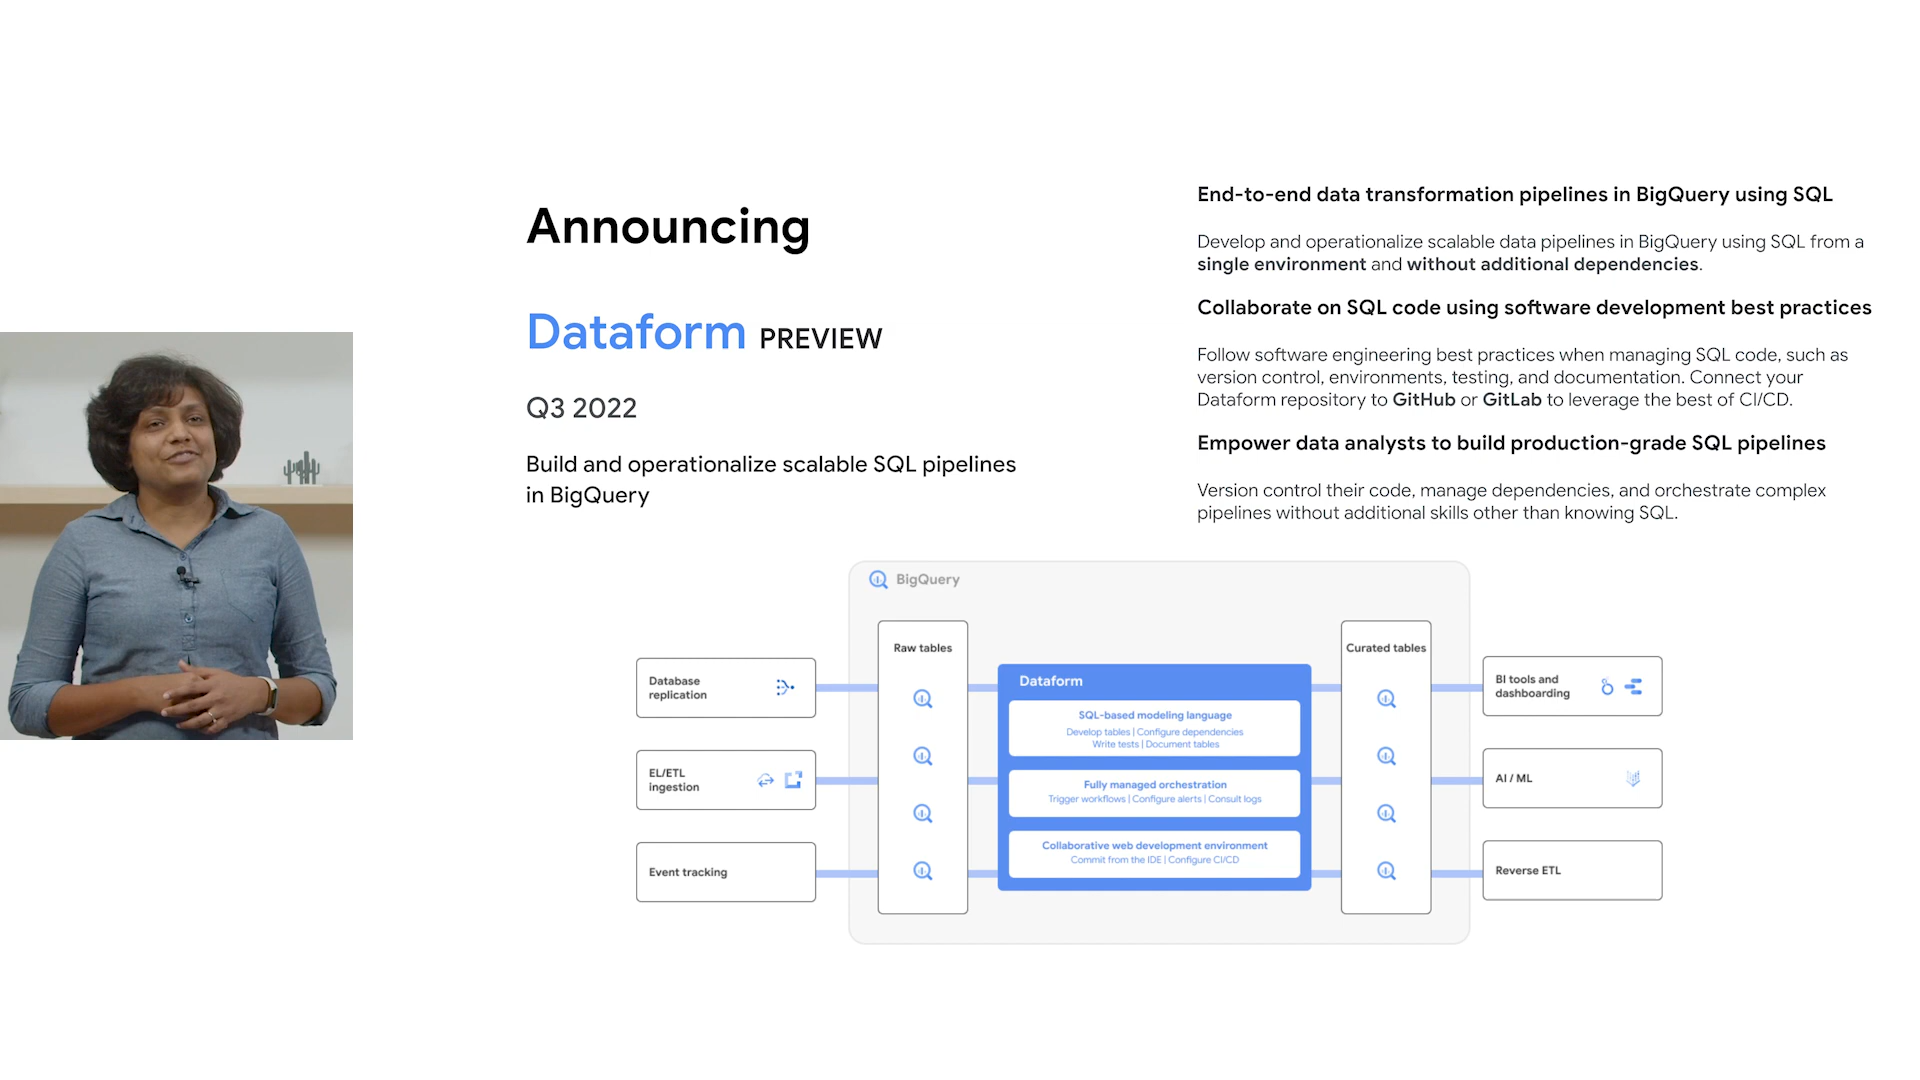 Announcing
Dataform PREVIEW
Q3 2022
Build and operationalize scalable SQL pipelines
in BigQuery
End-to-end data transformation pipelines in BigQuery using SQL
Develop and operationalize scalable data pipelines in BigQuery using SQL from a
single environment and without additional dependencies.
Collaborate on SQL code using software development best practices
Follow software engineering best practices when managing SQL code, such as
version control, environments, testing, and documentation. Connect your
Dataform repository to GitHub or GitLab to leverage the best of CI/CD.
Empower data analysts to build production-grade SQL pipelines
Version control their code, manage dependencies, and orchestrate complex
pipelines without additional skills other than knowing SQL.
BigQuery
Database
replication
EL/ETL
ingestion
Event tracking
Raw tables
Dataform
SQL-based modeling language
Develop tables | Configure dependencies
Write tests | Document tables
Fully managed orchestration
Trigger workflows | Configure alerts | Consult logs
Collaborative web development environment
Commit from the IDE | Configure CI/CD
Curated tables
BI tools and
dashboarding
AI / ML
Reverse ETL